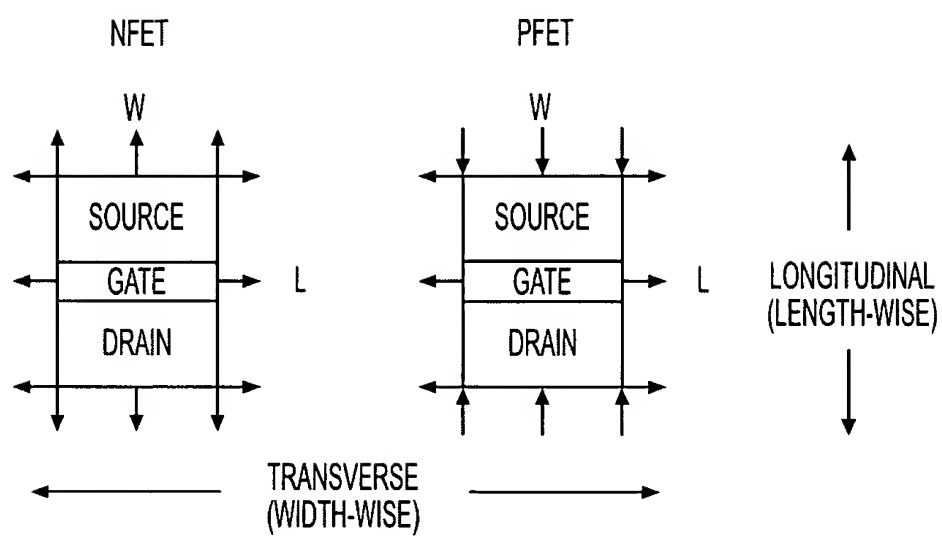 NFET
PFET
W
W
SOURCE
SOURCE
GATE
L
GATE
L
LONGITUDINAL
(LENGTH-WISE)
DRAIN
DRAIN
TRANSVERSE
(WIDTH-WISE)